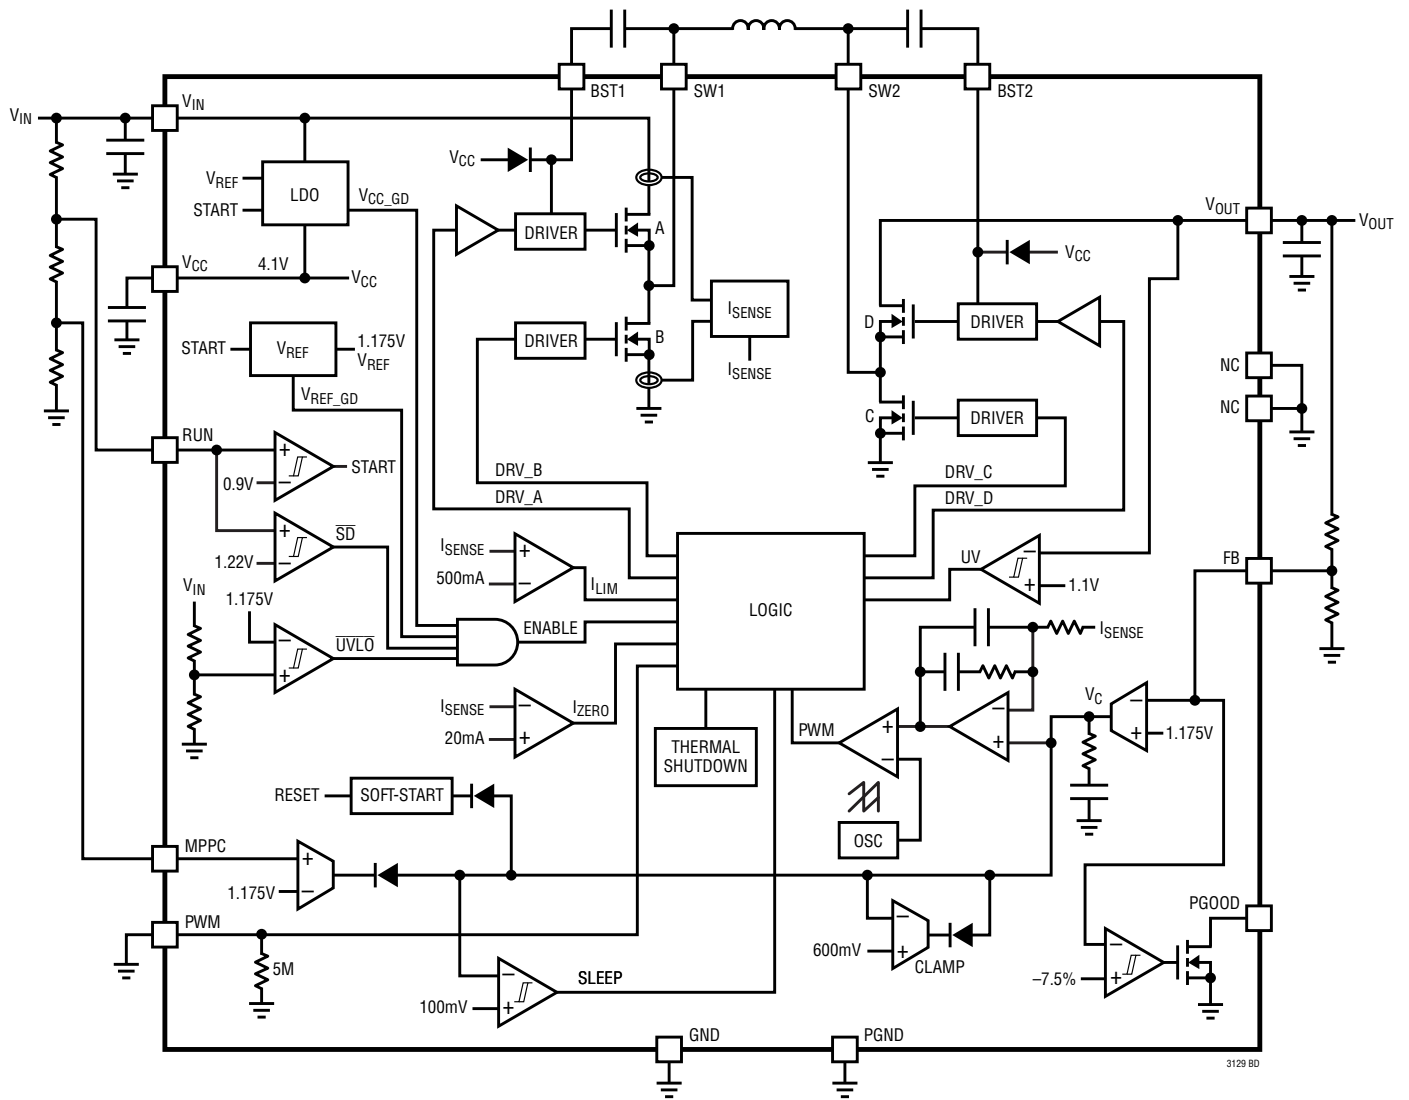 BST1
SW1
SW2
BST2
VIN
VIN
VCC
VREF
START
LDO
VCC_GD
DRIVER
A
VOUT
VOUT
VCC
VCC
4.1V
VCC
ISENSE
D
DRIVER
START
VREF
1.175V
VREF
DRIVER
B
ISENSE
NC
NC
VREF_GD
C
DRIVER
RUN
START
0.9V
DRV_B
DRV_A
DRV_C
DRV_D
SD
1.22V
ISENSE
500mA
ILIM
LOGIC
UV
1.1V
FB
VIN
1.175V
UVLO
ENABLE
ISENSE
ISENSE
20mA
IZERO
THERMAL
SHUTDOWN
PWM
VC
1.175V
RESET
SOFT-START
OSC
MPPC
1.175V
PWM
5M
600mV
CLAMP
PGOOD
–7.5%
100mV
SLEEP
GND
PGND
3129 BD